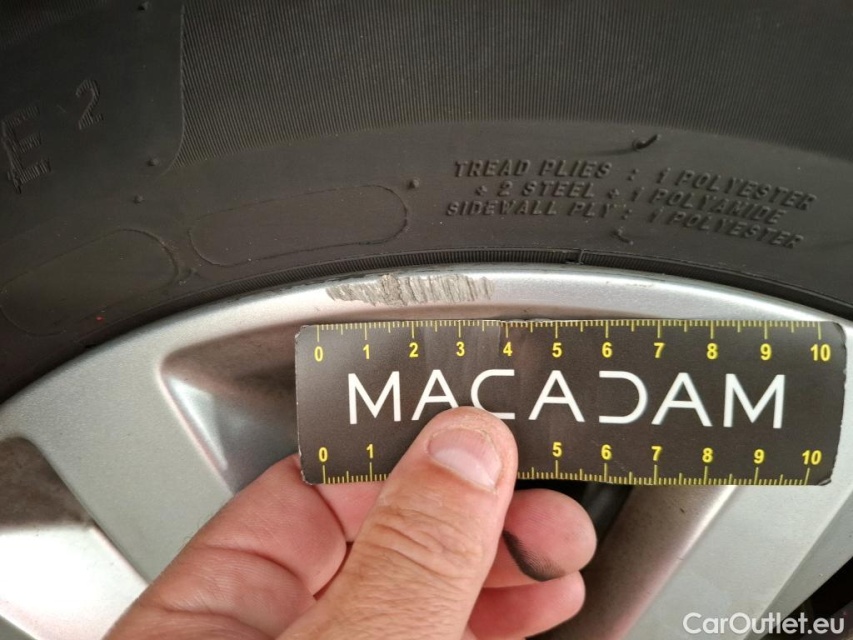 E 2
TREAD PLIES : 1 POLYESTER
+ 2 STEEL + 1 POLYAMIDE
SIDEWALL PLY : 1 POLYESTER
0 1 2 3 4 5 6 7 8 9 10
MACADAM
0 1 5 6 7 8 9 10
CarOutlet.eu